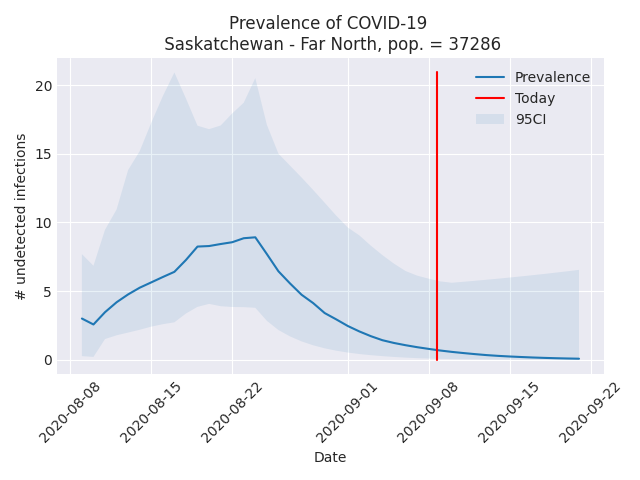 Prevalence of COVID-19
Saskatchewan - Far North, pop. = 37286
Prevalence
Today
95CI
# undetected infections
20
15
10
5
0
2020-08-08
2020-08-15
2020-08-22
2020-09-01
2020-09-08
2020-09-15
2020-09-22
Date